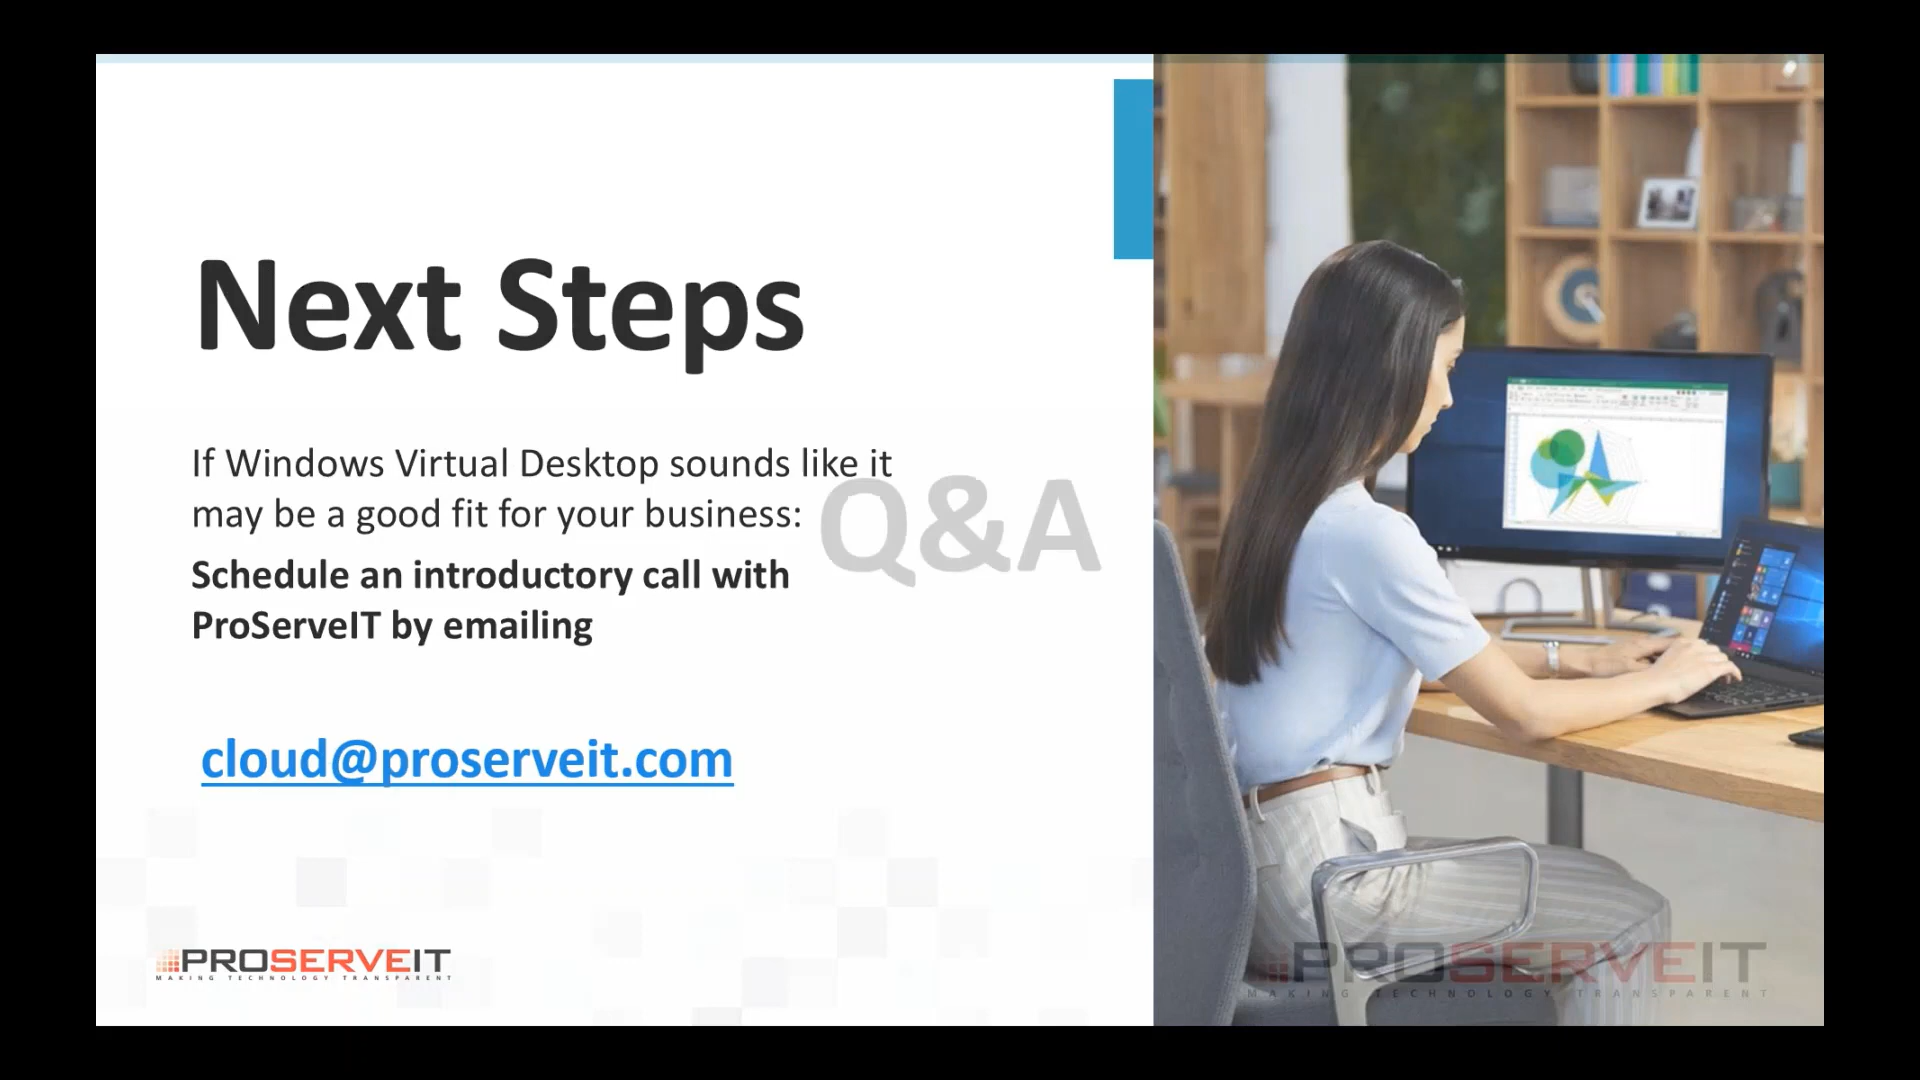 Next Steps
If Windows Virtual Desktop sounds like it
may be a good fit for your business:
Q&A
Schedule an introductory call with
ProServeIT by emailing
cloud@proserveit.com
PROSERVEIT
MAKING TECHNOLOGY TRANSPARENT
PROSERVEIT
MAKING TECHNOLOGY TRANSPARENT